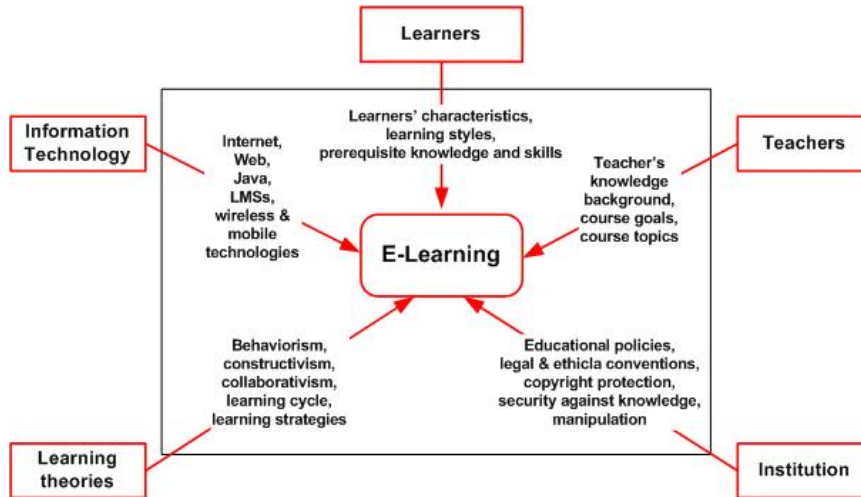 Learners
Information
Technology
Teachers
Learners' characteristics,
learning styles,
prerequisite knowledge and skills
Internet,
Web,
Java,
LMSs,
wireless &
mobile
technologies
Teacher's
knowledge
background,
course goals,
course topics
E-Learning
Behaviorism,
constructivism,
collaborativism,
learning cycle,
learning strategies
Educational policies,
legal & ethicla conventions,
copyright protection,
security against knowledge,
manipulation
Learning
theories
Institution